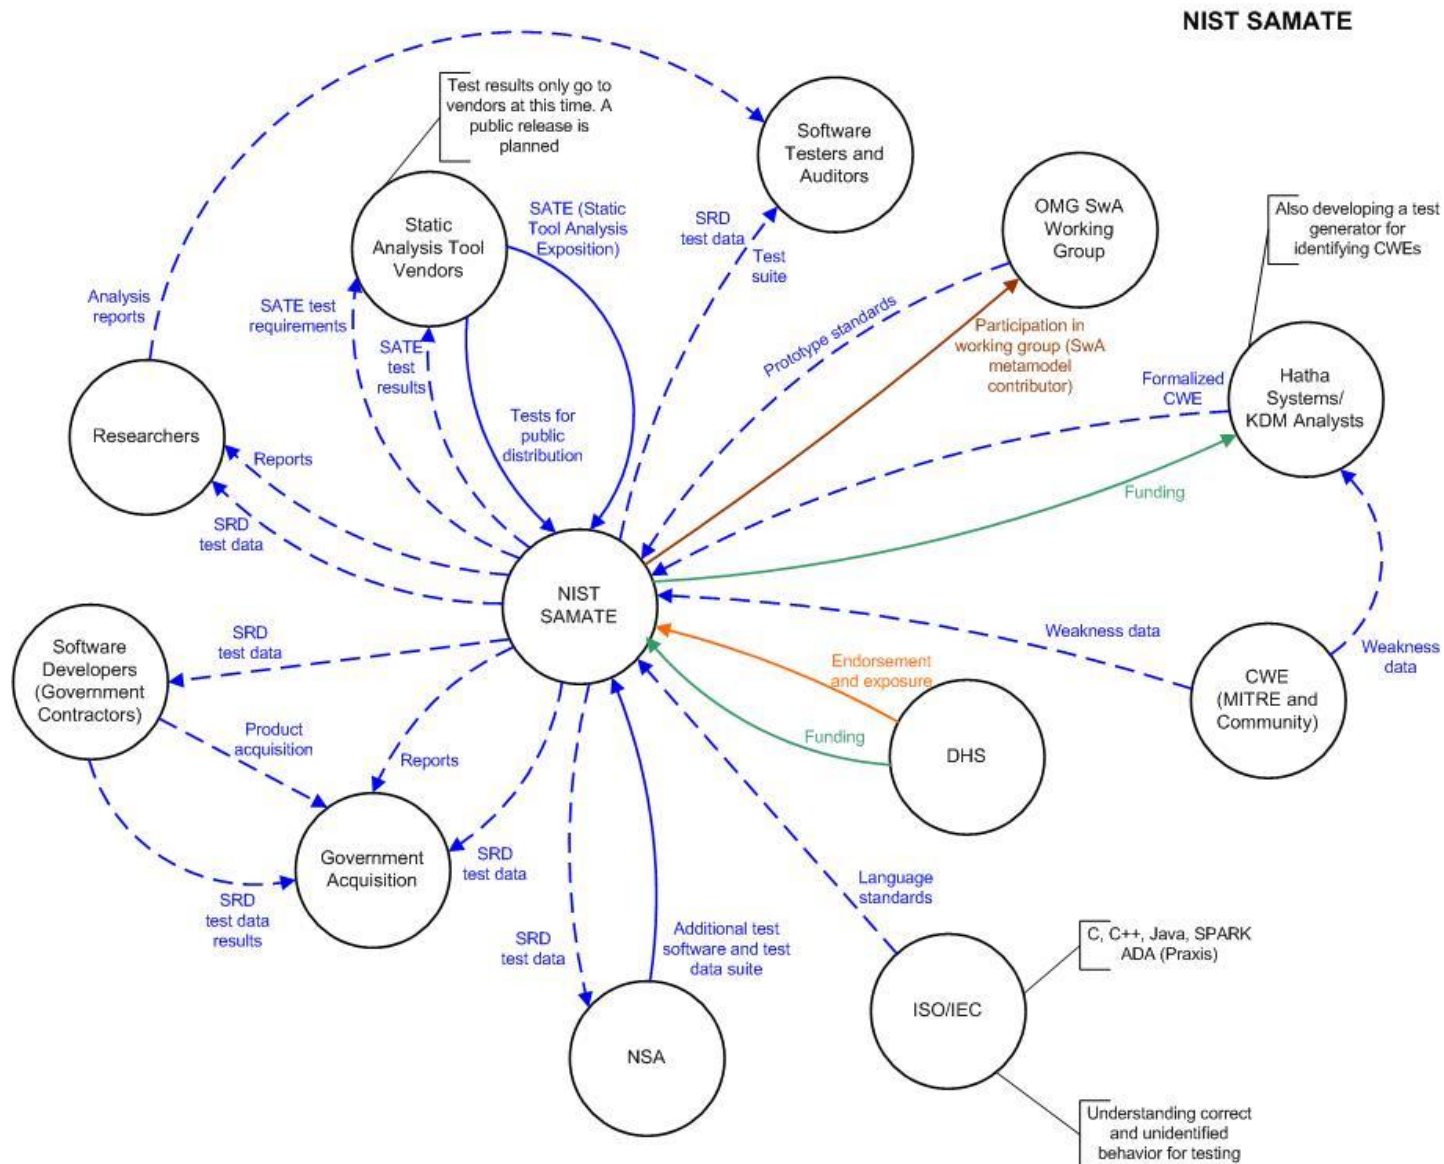 NIST SAMATE
Test results only go to
vendors at this time. A
public release is
planned
Software
Testers and
Auditors
Static
Analysis Tool
Vendors
SATE (Static
Tool Analysis
Exposition)
SRD
test data
Test
suite
OMG SwA
Working
Group
Also developing a test
generator for
identifying CWEs
Analysis
reports
SATE test
requirements
SATE
test
results
Prototype standards
Participation in
working group (SwA
metamodel
contributor)
Formalized
CWE
Hatha
Systems/
KDM Analysts
Researchers
Reports
Tests for
public
distribution
Funding
SRD
test data
NIST
SAMATE
Software
Developers
(Government
Contractors)
SRD
test data
Weakness data
Weakness
data
Endorsement
and exposure
CWE
(MITRE and
Community)
Product
acquisition
Reports
Funding
DHS
Government
Acquisition
SRD
test data
SRD
test data
results
Language
standards
SRD
test data
Additional test
software and test
data suite
C, C++, Java, SPARK
ADA (Praxis)
ISO/IEC
NSA
Understanding correct
and unidentified
behavior for testing